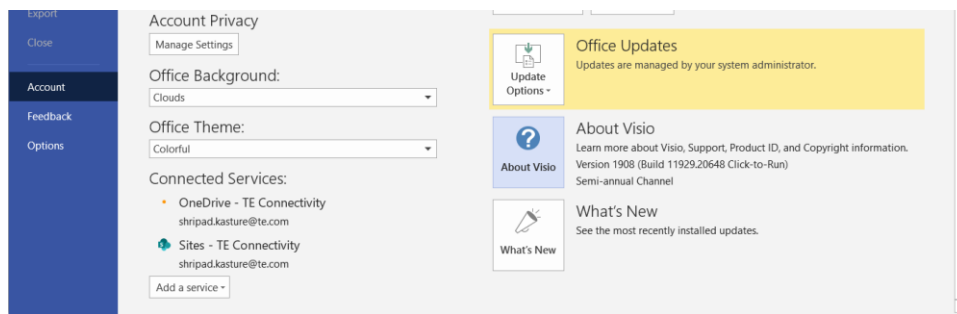 Export
Close
Account
Feedback
Options
Account Privacy
Manage Settings
Office Background:
Clouds
Office Theme:
Colorful
Connected Services:
OneDrive - TE Connectivity
shripad.kasture@te.com
Sites - TE Connectivity
shripad.kasture@te.com
Add a service
Update
Options
Office Updates
Updates are managed by your system administrator.
About Visio
About Visio
Learn more about Visio, Support, Product ID, and Copyright information.
Version 1908 (Build 11929.20648 Click-to-Run)
Semi-annual Channel
What's New
What's New
See the most recently installed updates.